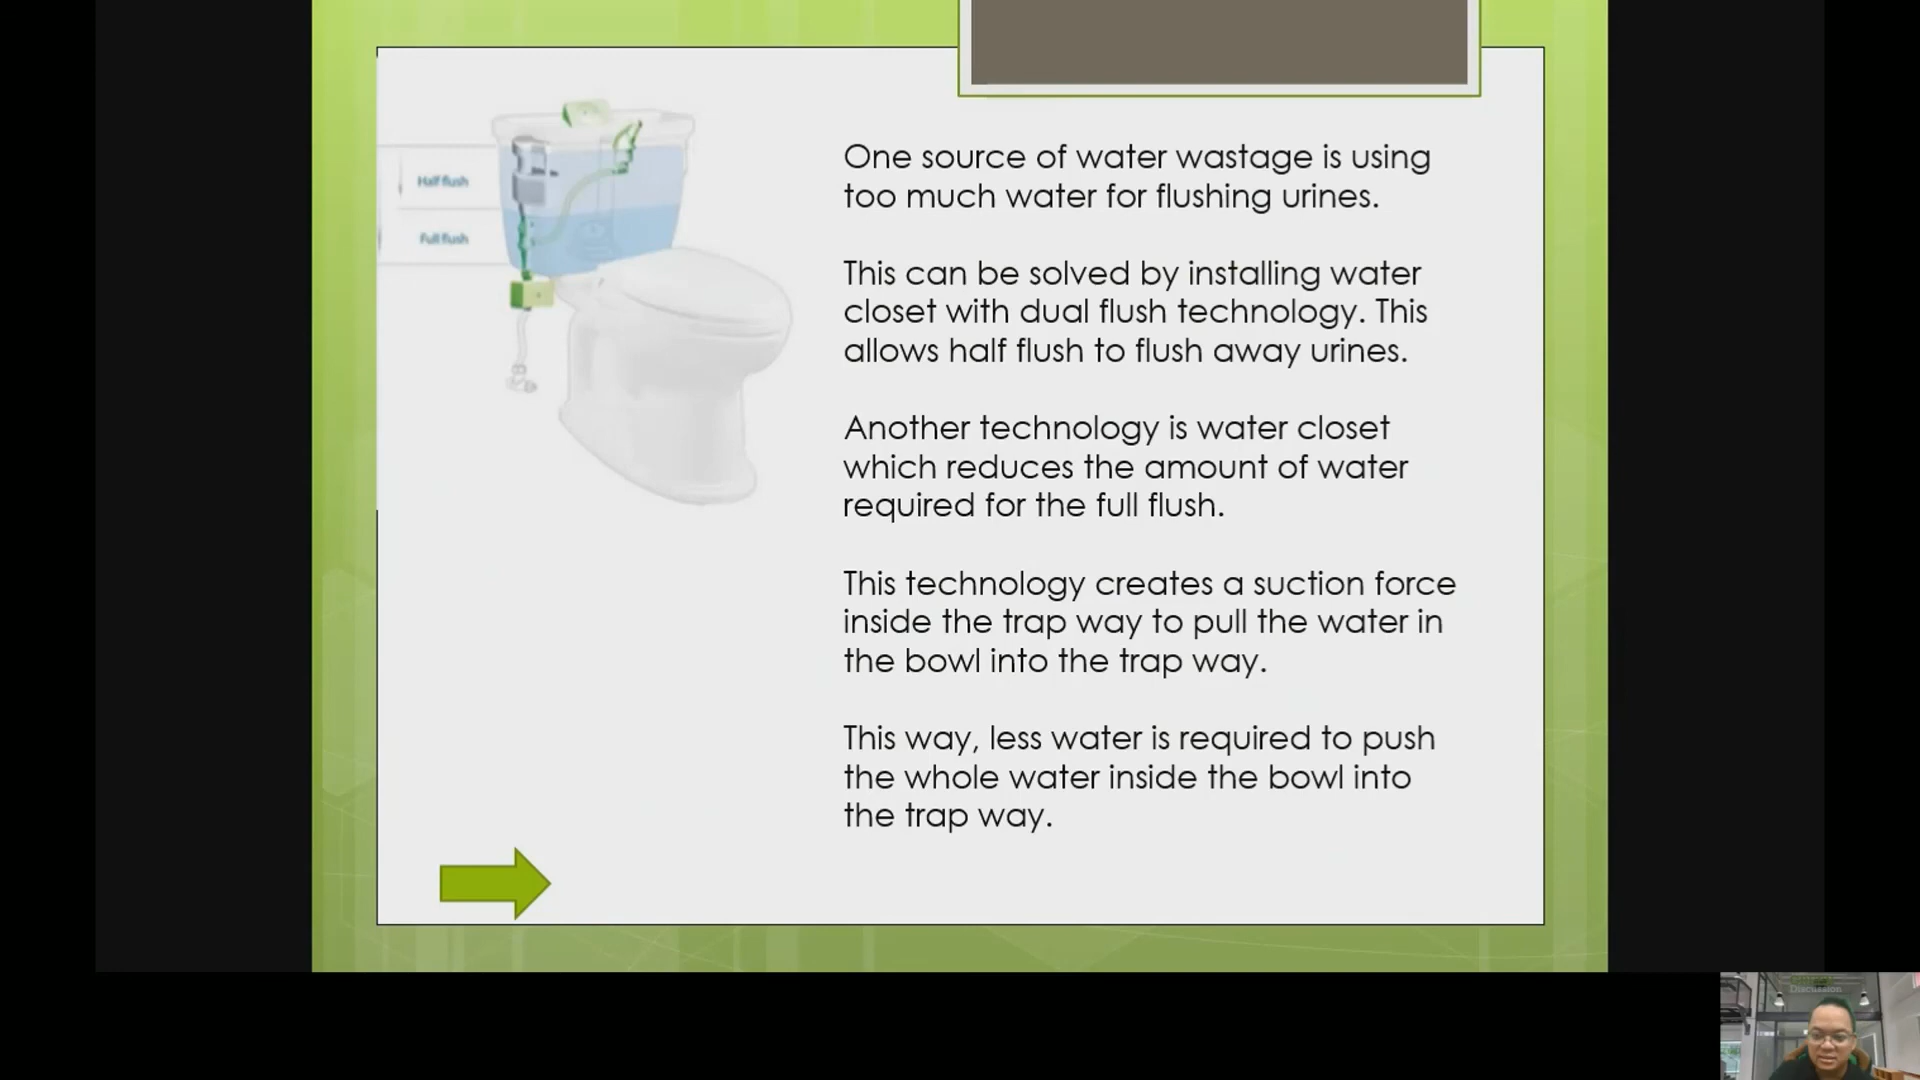 Half flush
Full flush
One source of water wastage is using
too much water for flushing urines.
This can be solved by installing water
closet with dual flush technology. This
allows half flush to flush away urines.
Another technology is water closet
which reduces the amount of water
required for the full flush.
This technology creates a suction force
inside the trap way to pull the water in
the bowl into the trap way.
This way, less water is required to push
the whole water inside the bowl into
the trap way.
Discussion